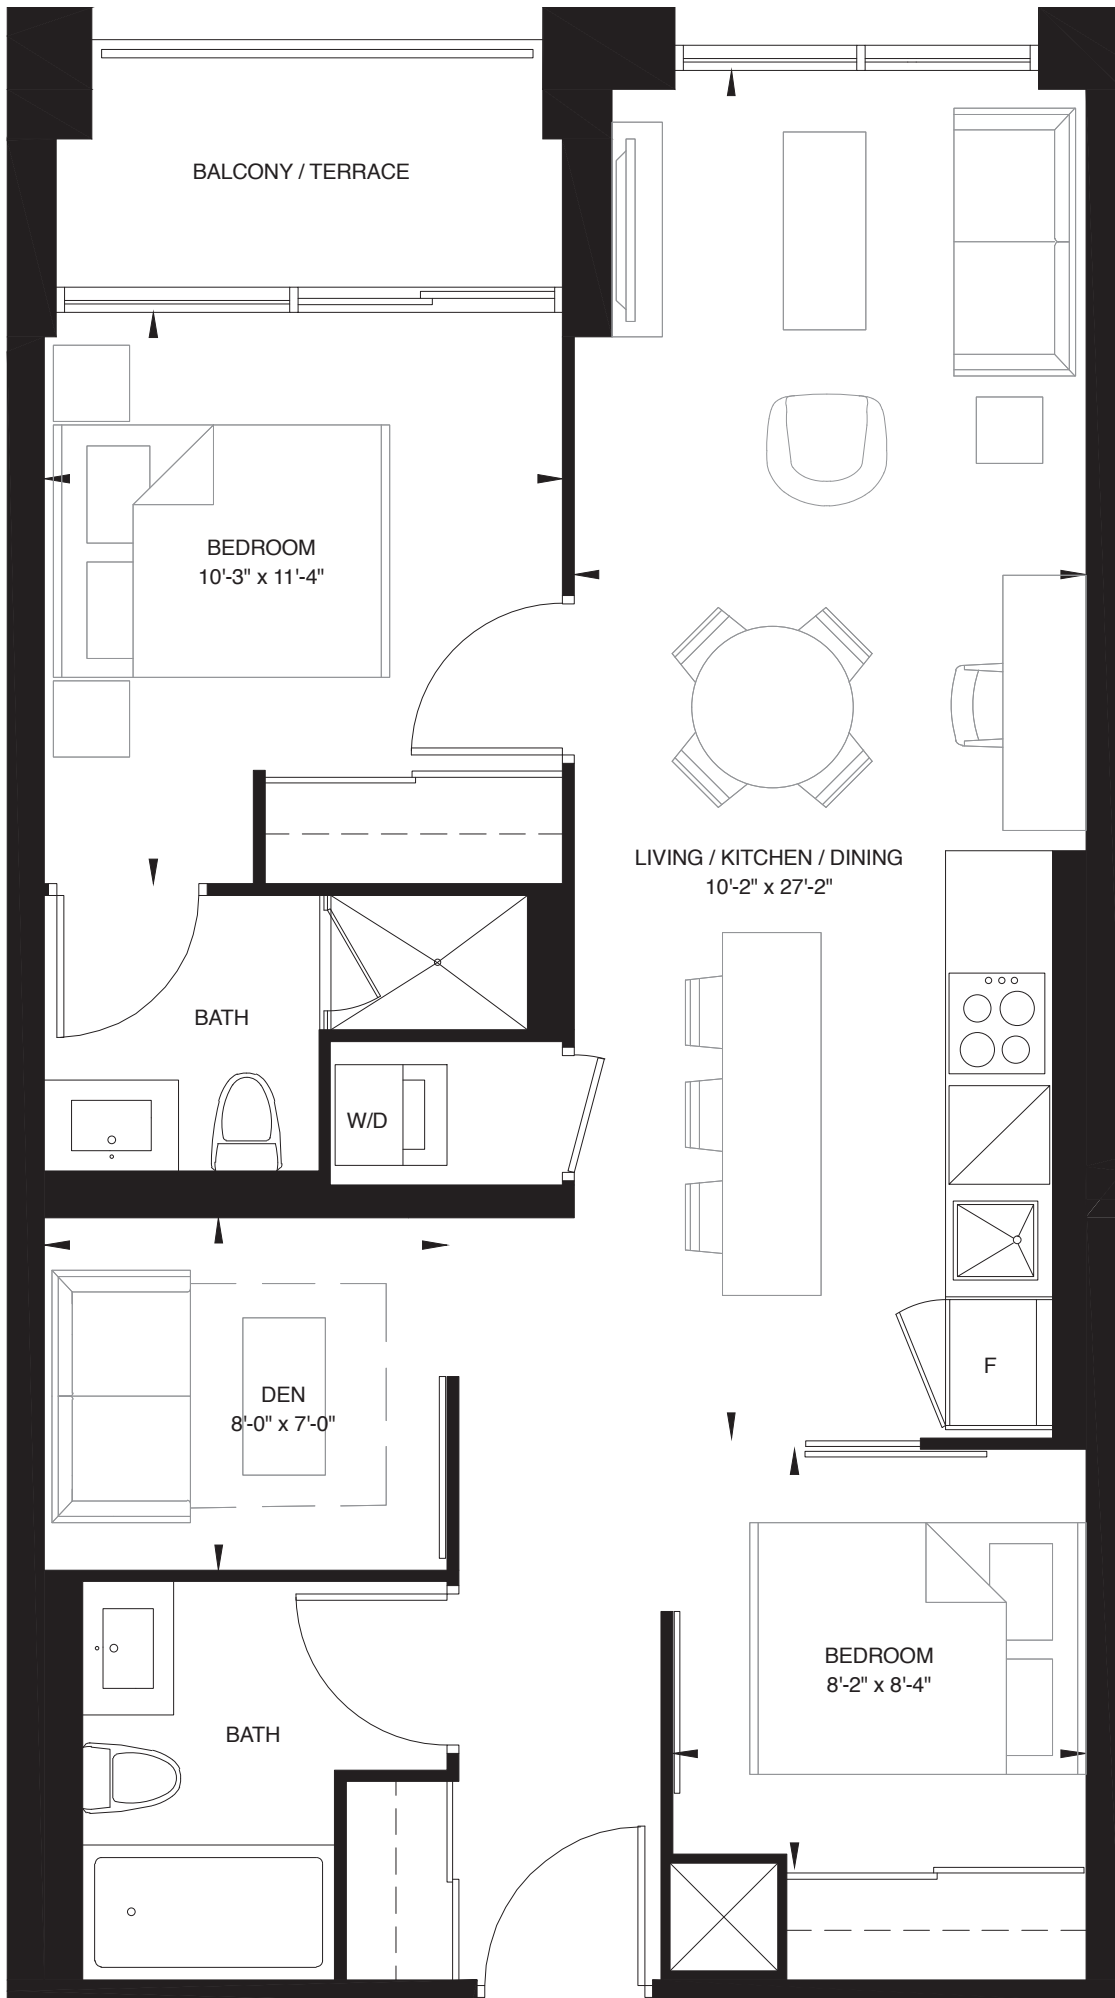 BALCONY / TERRACE
BEDROOM
10'-3" x 11'-4"
LIVING / KITCHEN / DINING
10'-2" x 27'-2"
BATH
W/D
DEN
8'-0" x 7'-0"
F
BEDROOM
8'-2" x 8'-4"
BATH